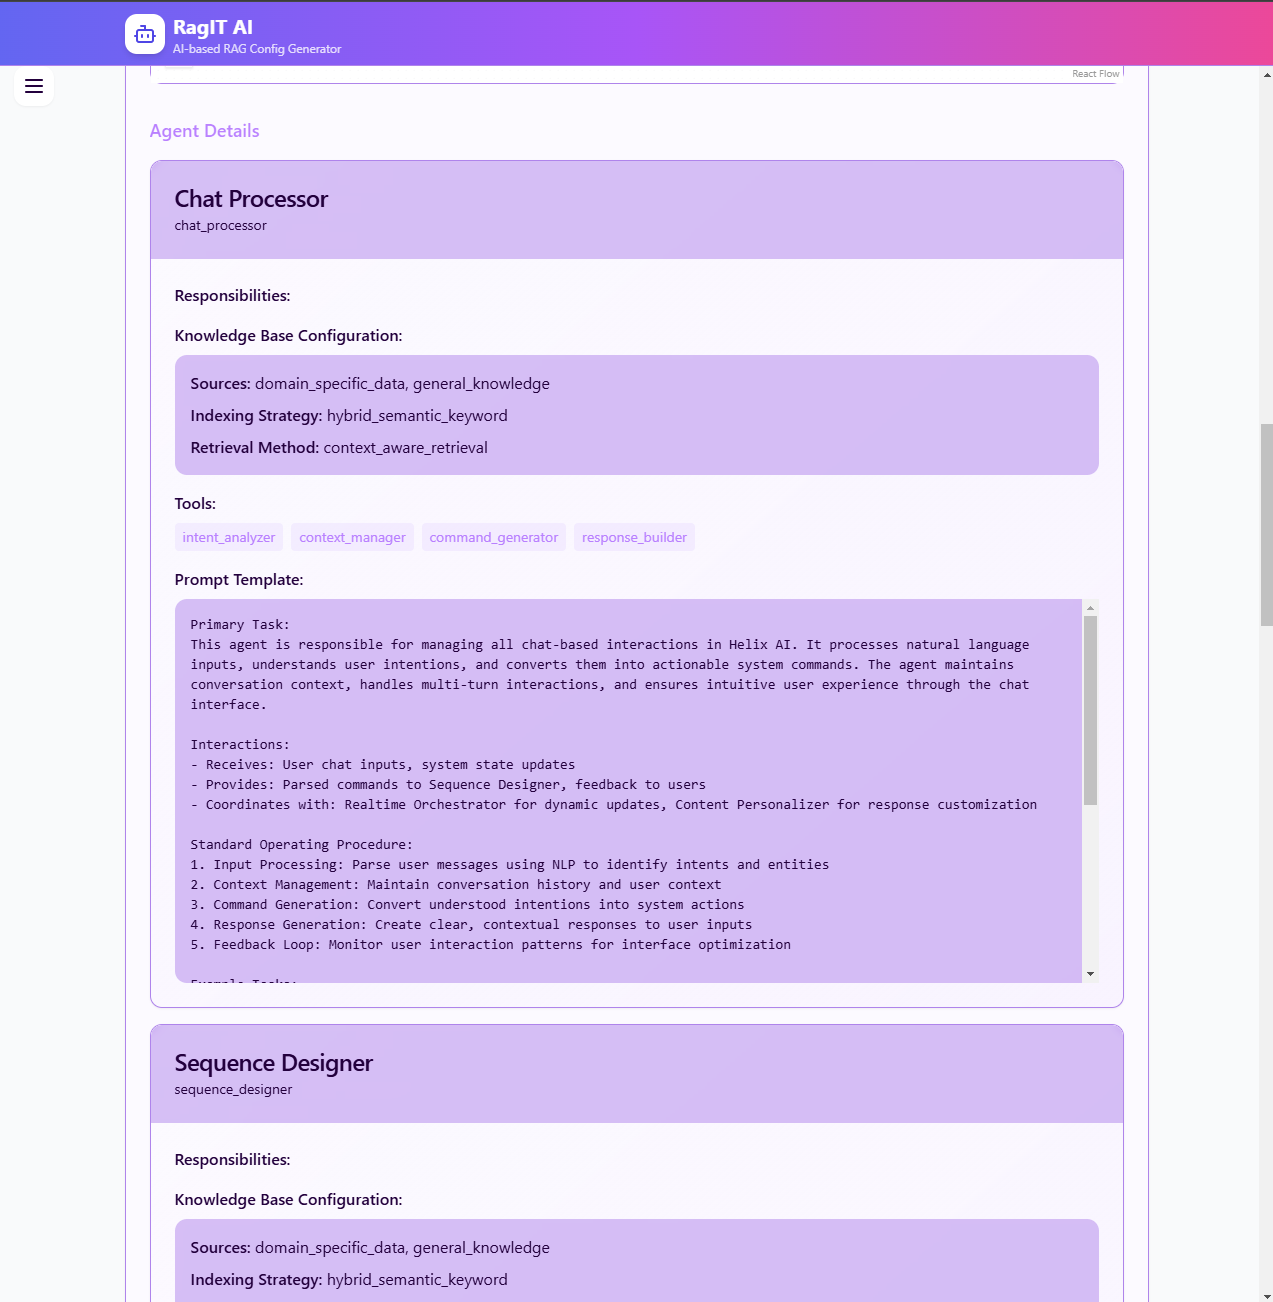 RagIT AI
AI-based RAG Config Generator
React Flow
Agent Details
Chat Processor
chat_processor
Responsibilities:
Knowledge Base Configuration:
Sources: domain_specific_data, general_knowledge
Indexing Strategy: hybrid_semantic_keyword
Retrieval Method: context_aware_retrieval
Tools:
intent_analyzer context_manager command_generator response_builder
Prompt Template:
Primary Task:
This agent is responsible for managing all chat-based interactions in Helix AI. It processes natural language
inputs, understands user intentions, and converts them into actionable system commands. The agent maintains
conversation context, handles multi-turn interactions, and ensures intuitive user experience through the chat
interface.
Interactions:
- Receives: User chat inputs, system state updates
- Provides: Parsed commands to Sequence Designer, feedback to users
- Coordinates with: Realtime Orchestrator for dynamic updates, Content Personalizer for response customization
Standard Operating Procedure:
1. Input Processing: Parse user messages using NLP to identify intents and entities
2. Context Management: Maintain conversation history and user context
3. Command Generation: Convert understood intentions into system actions
4. Response Generation: Create clear, contextual responses to user inputs
5. Feedback Loop: Monitor user interaction patterns for interface optimization
Sequence Designer
sequence_designer
Responsibilities:
Knowledge Base Configuration:
Sources: domain_specific_data, general_knowledge
Indexing Strategy: hybrid_semantic_keyword